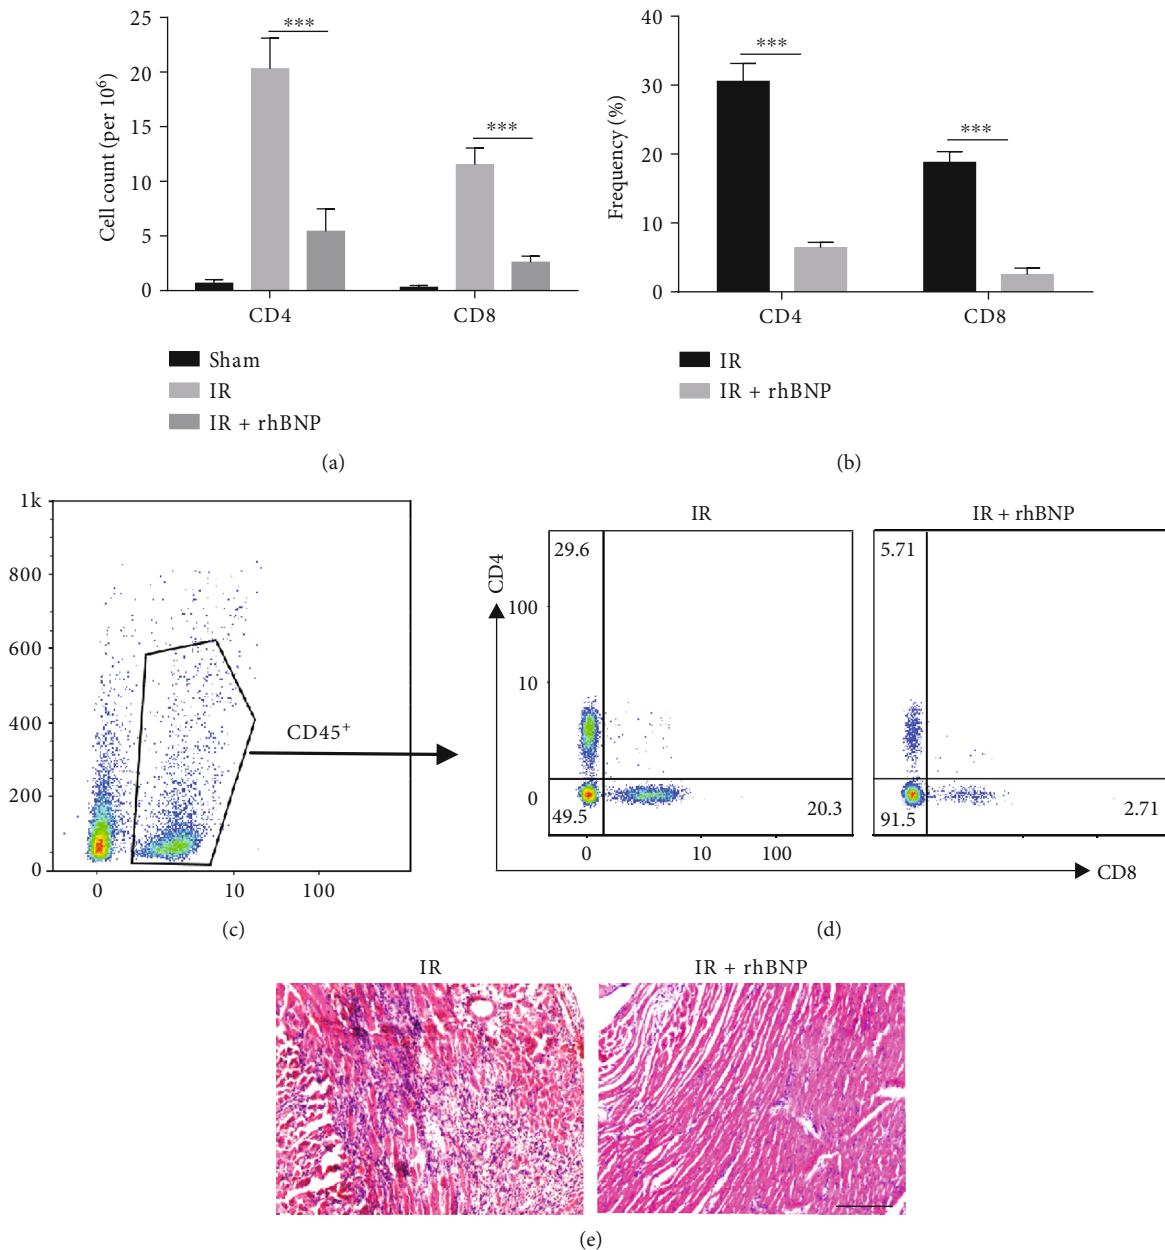 25
20
15
10
5
0
Cell count (per 10⁶)
***
***
CD4
CD8
Sham
IR
IR + rhBNP
(a)
40
30
20
10
0
Frequency (%)
***
***
CD4
CD8
IR
IR + rhBNP
(b)
1k
800
600
400
200
0
0
10
100
CD45⁺
(c)
IR
IR + rhBNP
CD4
100
10
0
29.6
49.5
20.3
5.71
91.5
2.71
0
10
100
CD8
(d)
IR
IR + rhBNP
(e)